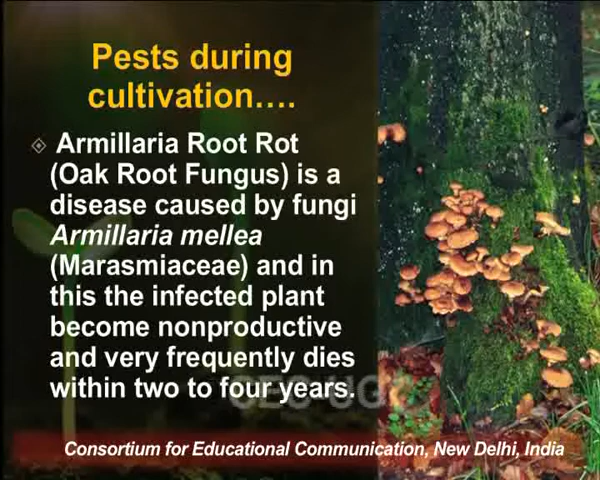 Pests during
cultivation….
Armillaria Root Rot
(Oak Root Fungus) is a
disease caused by fungi
Armillaria mellea
(Marasmiaceae) and in
this the infected plant
become nonproductive
and very frequently dies
within two to four years.
CEC-UGC
Consortium for Educational Communication, New Delhi, India